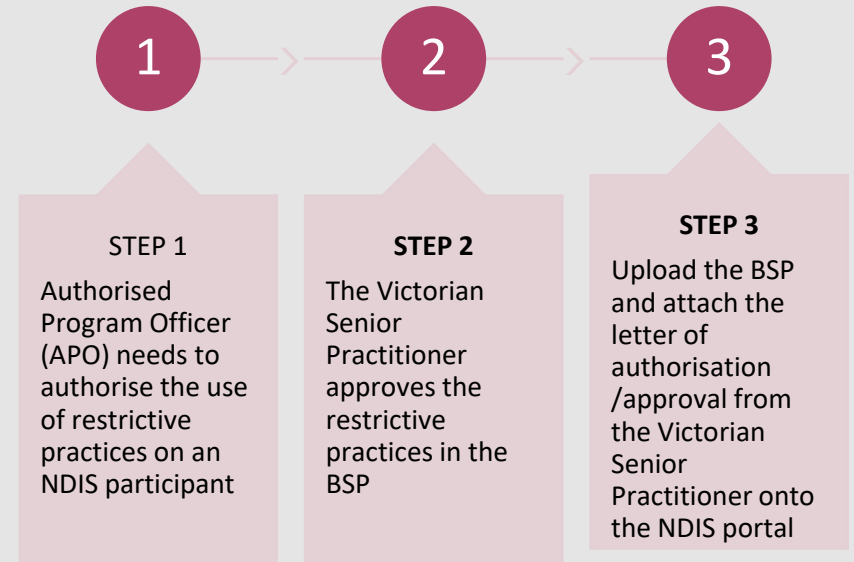 1
2
3
STEP 1
Authorised
Program Officer
(APO) needs to
authorise the use
of restrictive
practices on an
NDIS participant
STEP 2
The Victorian
Senior
Practitioner
approves the
restrictive
practices in the
BSP
STEP 3
Upload the BSP
and attach the
letter of
authorisation
/approval from
the Victorian
Senior
Practitioner onto
the NDIS portal